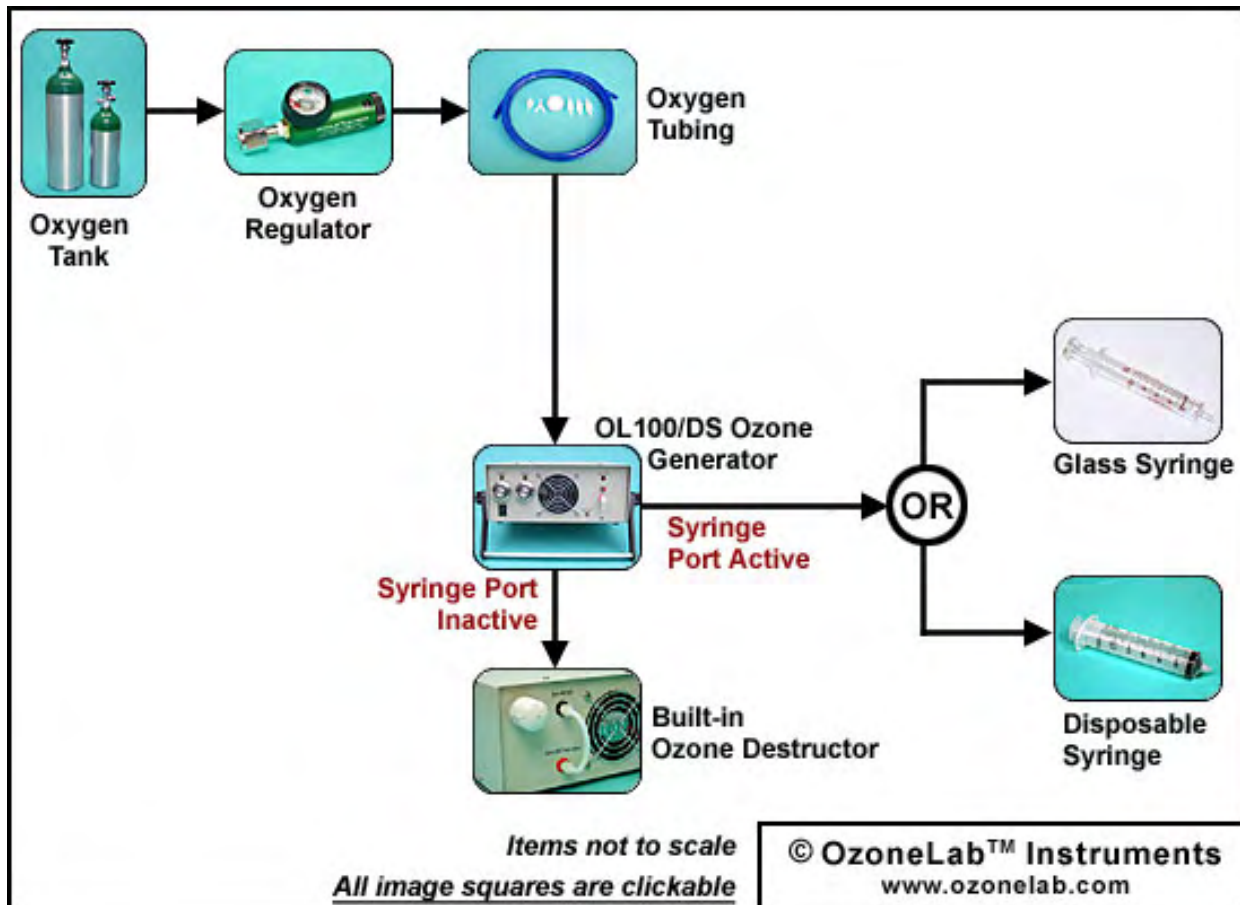 Oxygen
Tank
Oxygen
Regulator
Oxygen
Tubing
OL100/DS Ozone
Generator
Syringe
Port Active
Syringe Port
Inactive
OR
Glass Syringe
Disposable
Syringe
Built-in
Ozone Destructor
Items not to scale
All image squares are clickable
© OzoneLab™ Instruments
www.ozonelab.com